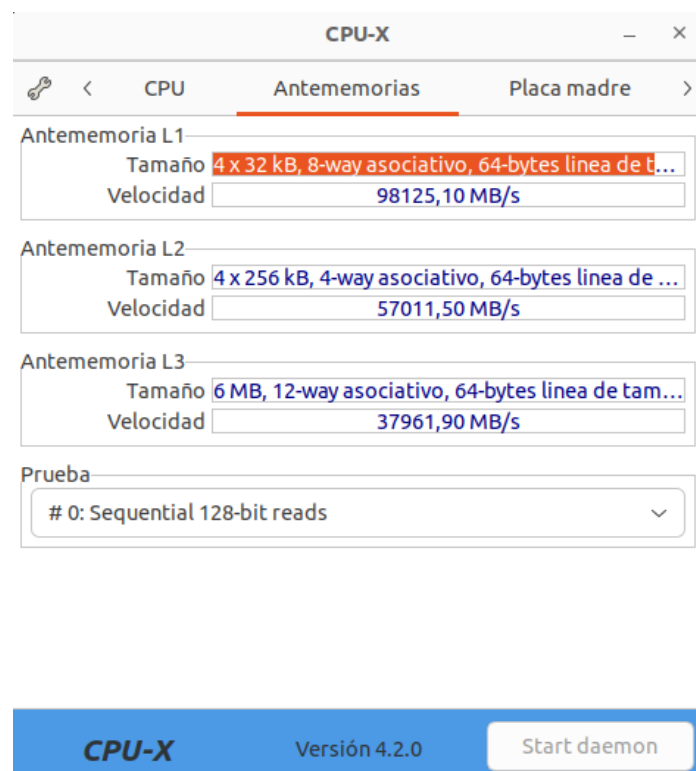 CPU-X
CPU Antememorias Placa madre
Antememoria L1
Tamaño 4 x 32 kB, 8-way asociativo, 64-bytes linea de t...
Velocidad 98125,10 MB/s
Antememoria L2
Tamaño 4 x 256 kB, 4-way asociativo, 64-bytes linea de ...
Velocidad 57011,50 MB/s
Antememoria L3
Tamaño 6 MB, 12-way asociativo, 64-bytes linea de tam...
Velocidad 37961,90 MB/s
Prueba
# 0: Sequential 128-bit reads
CPU-X Versión 4.2.0 Start daemon